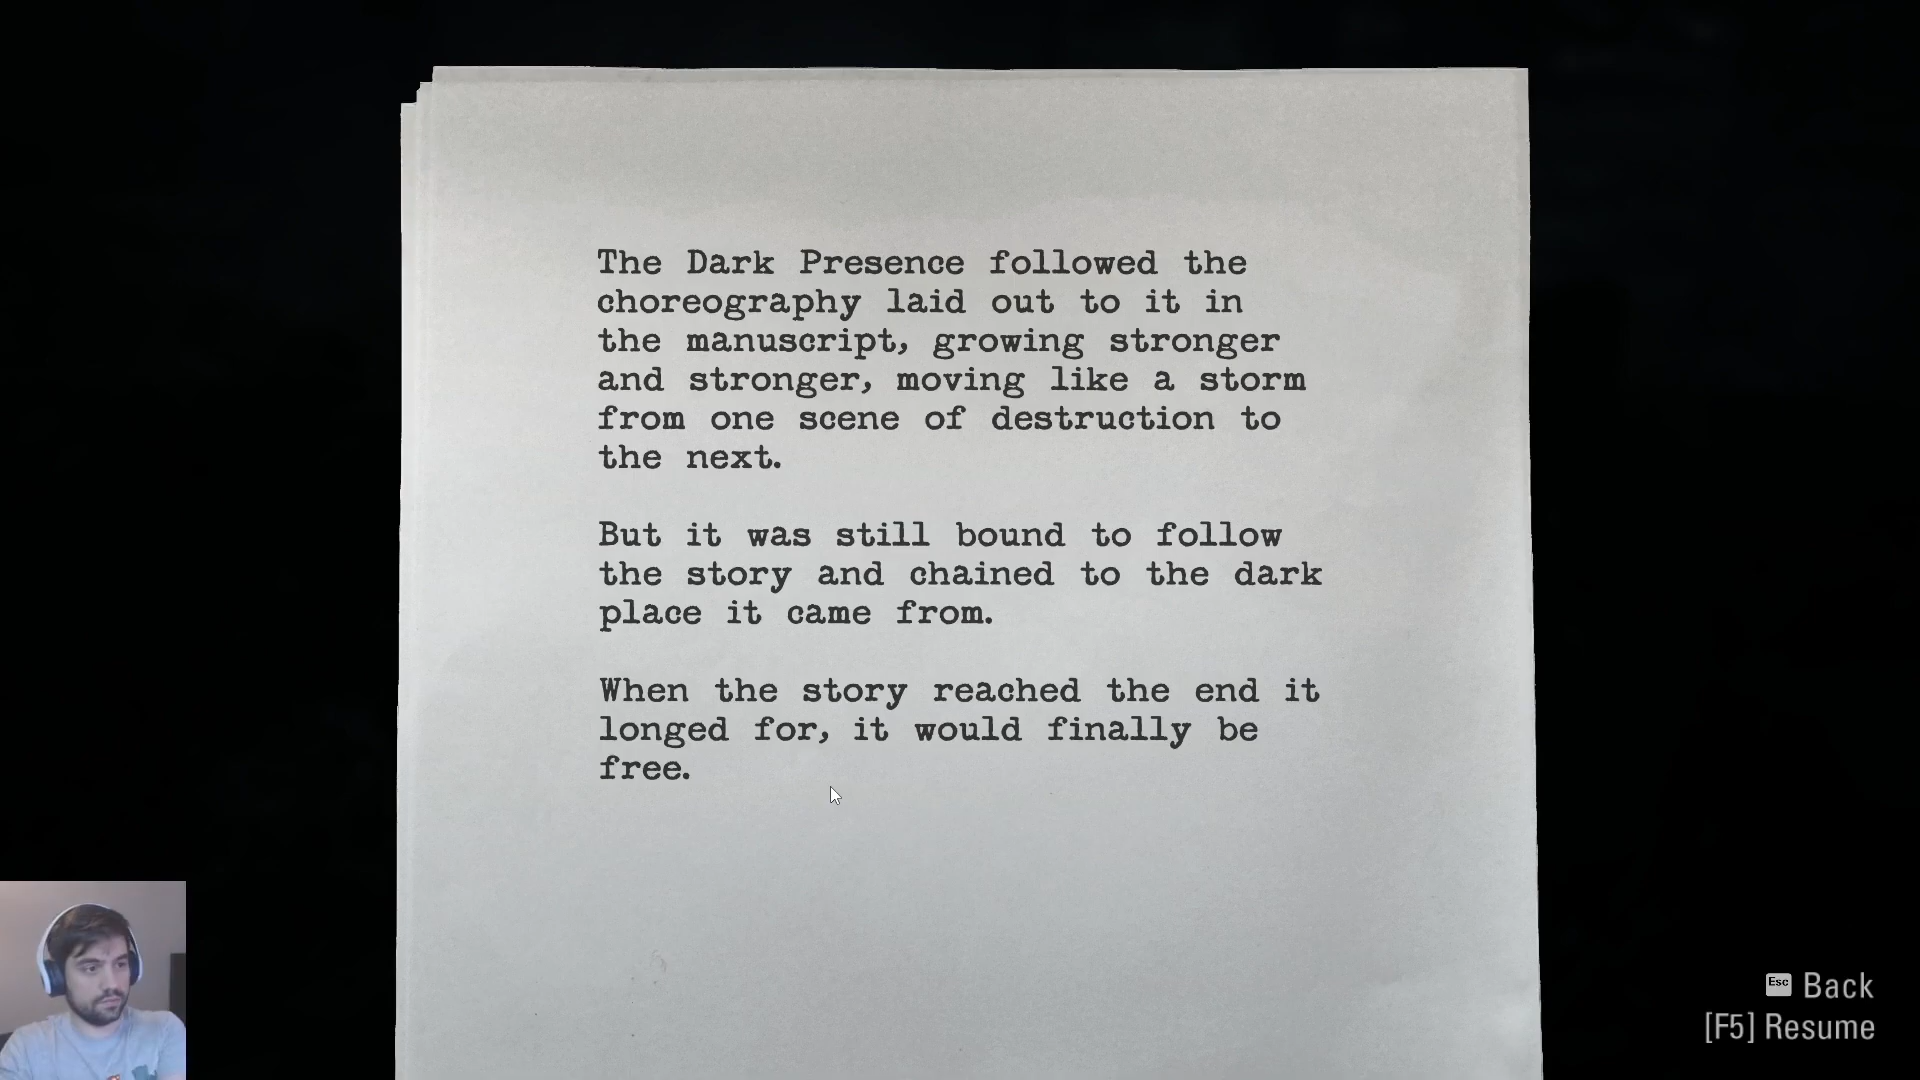 The Dark Presence followed the
choreography laid out to it in
the manuscript, growing stronger
and stronger, moving like a storm
from one scene of destruction to
the next.
But it was still bound to follow
the story and chained to the dark
place it came from.
When the story reached the end it
longed for, it would finally be
free.
Esc Back
[F5] Resume